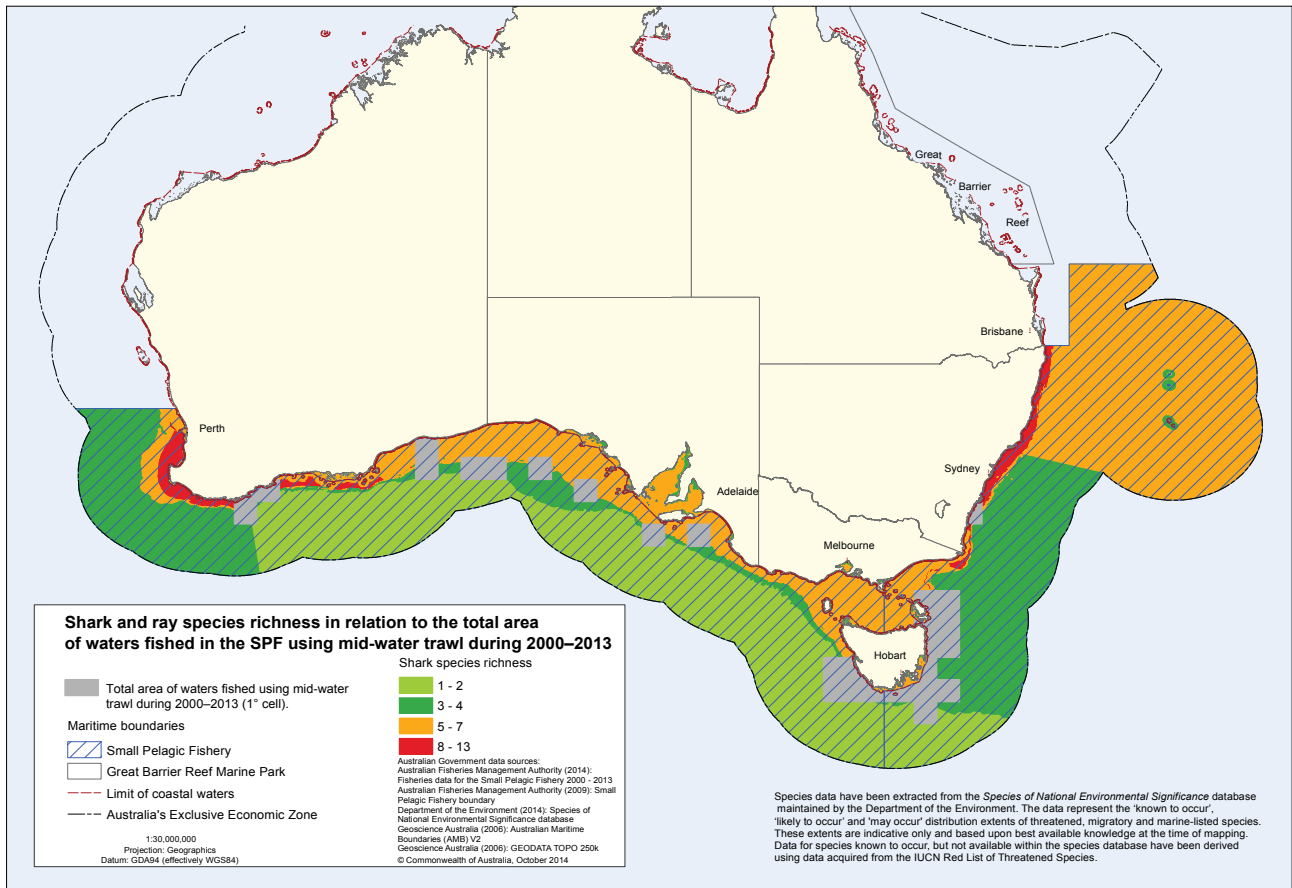 Great
Barrier
Reef
Brisbane
Perth
Sydney
Adelaide
Melbourne
Hobart
Shark and ray species richness in relation to the total area
of waters fished in the SPF using mid-water trawl during 2000–2013
Total area of waters fished using mid-water
trawl during 2000–2013 (1° cell).
Maritime boundaries
Small Pelagic Fishery
Great Barrier Reef Marine Park
Limit of coastal waters
Australia's Exclusive Economic Zone
1:30,000,000
Projection: Geographics
Datum: GDA94 (effectively WGS84)
Shark species richness
1 - 2
3 - 4
5 - 7
8 - 13
Australian Government data sources:
Australian Fisheries Management Authority (2014):
Fisheries data for the Small Pelagic Fishery 2000 - 2013
Australian Fisheries Management Authority (2009): Small
Pelagic Fishery boundary
Department of the Environment (2014): Species of
National Environmental Significance database
Geoscience Australia (2006): Australian Maritime
Boundaries (AMB) V2
Geoscience Australia (2006): GEODATA TOPO 250k
© Commonwealth of Australia, October 2014
Species data have been extracted from the Species of National Environmental Significance database
maintained by the Department of the Environment. The data represent the 'known to occur',
'likely to occur' and 'may occur' distribution extents of threatened, migratory and marine-listed species.
These extents are indicative only and based upon best available knowledge at the time of mapping.
Data for species known to occur, but not available within the species database have been derived
using data acquired from the IUCN Red List of Threatened Species.